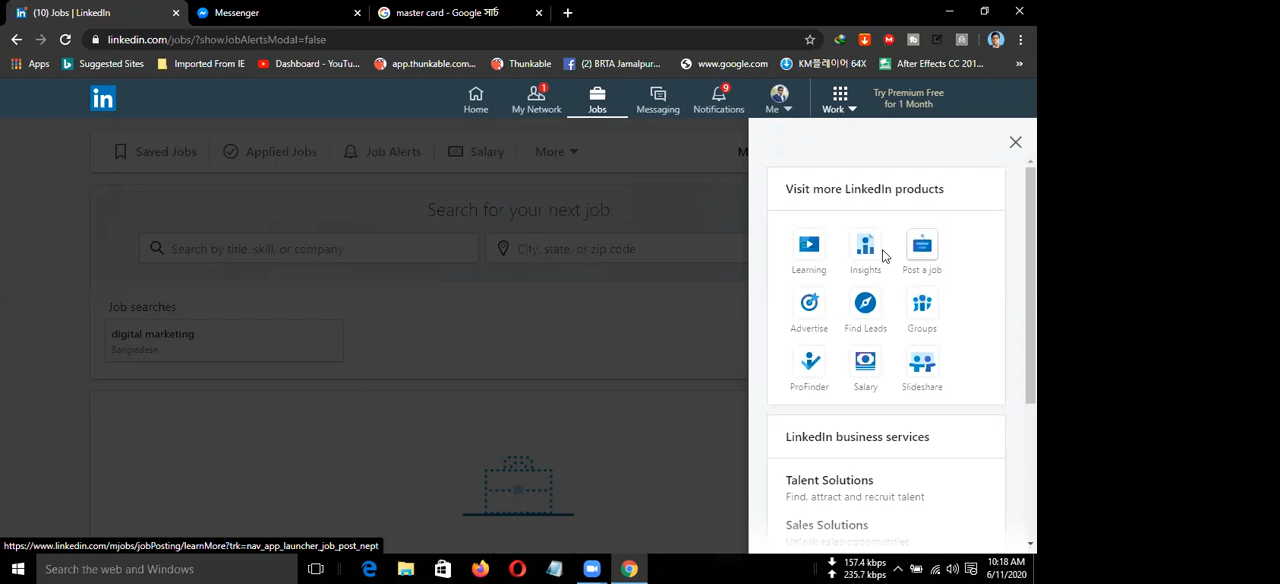 (10) Jobs | LinkedIn
Messenger
master card - Google সার্চ
linkedin.com/jobs/?showJobAlertsModal=false
Apps
Suggested Sites
Imported From IE
Dashboard - YouTu...
app.thunkable.com...
Thunkable
(2) BRTA Jamalpur...
www.google.com
KM플레이어 64X
After Effects CC 201...
»
in
Home
1
My Network
Jobs
Messaging
9
Notifications
Me
Work
Try Premium Free
for 1 Month
Saved Jobs
Applied Jobs
Job Alerts
Salary
More
M
Search for your next job
Search by title, skill, or company
City, state, or zip code
Job searches
digital marketing
Bangladesh
Visit more LinkedIn products
Learning
Insights
Post a job
Advertise
Find Leads
Groups
ProFinder
Salary
Slideshare
LinkedIn business services
Talent Solutions
Find, attract and recruit talent
Sales Solutions
Unlock sales opportunities
https://www.linkedin.com/mjobs/jobPosting/learnMore?trk=nav_app_launcher_job_post_nept
Search the web and Windows
157.4 kbps
235.7 kbps
10:18 AM
6/11/2020